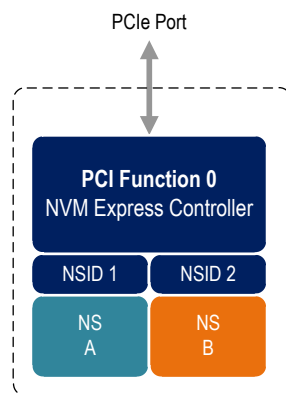 PCIe Port
PCI Function 0
NVM Express Controller
NSID 1
NSID 2
NS
A
NS
B